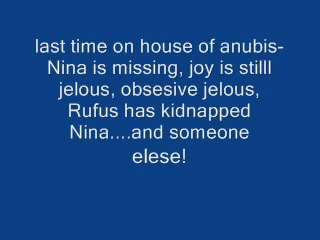 last time on house of anubis-
Nina is missing, joy is stilll
jelous, obsesive jelous,
Rufus has kidnapped
Nina....and someone
elese!